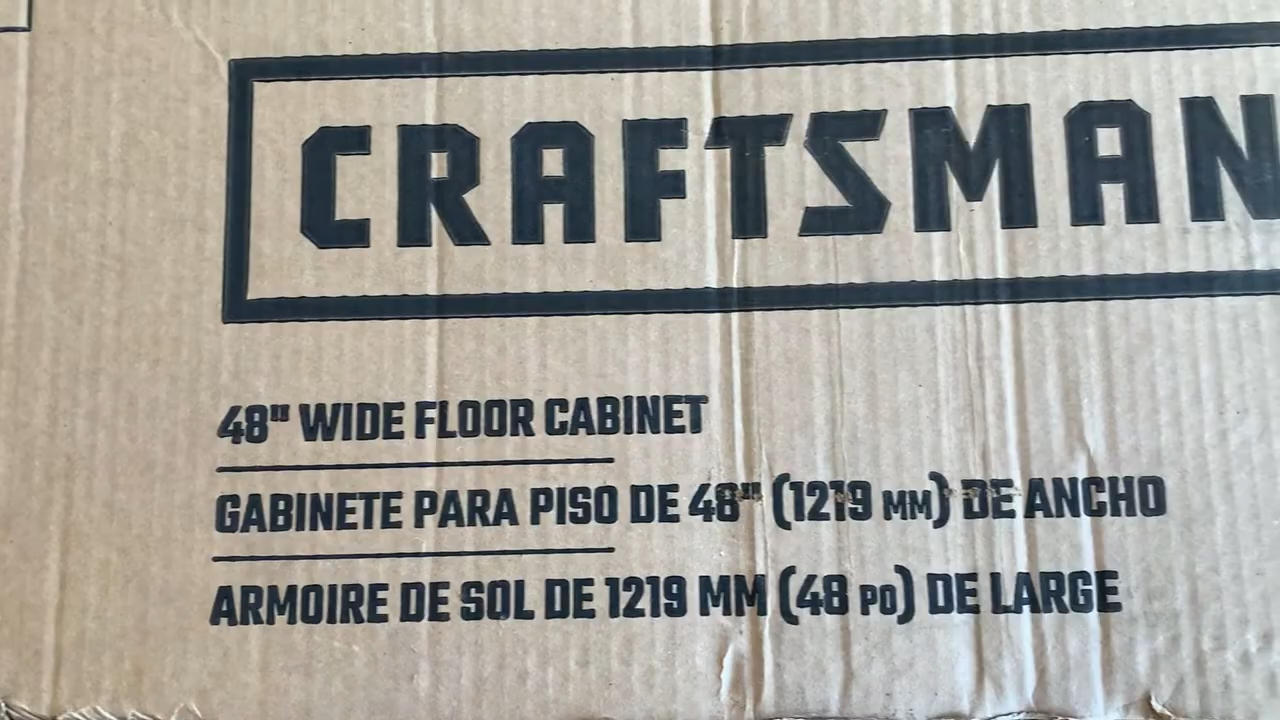 CRAFTSMAN
48" WIDE FLOOR CABINET
GABINETE PARA PISO DE 48" (1219 MM) DE ANCHO
ARMOIRE DE SOL DE 1219 MM (48 PO) DE LARGE